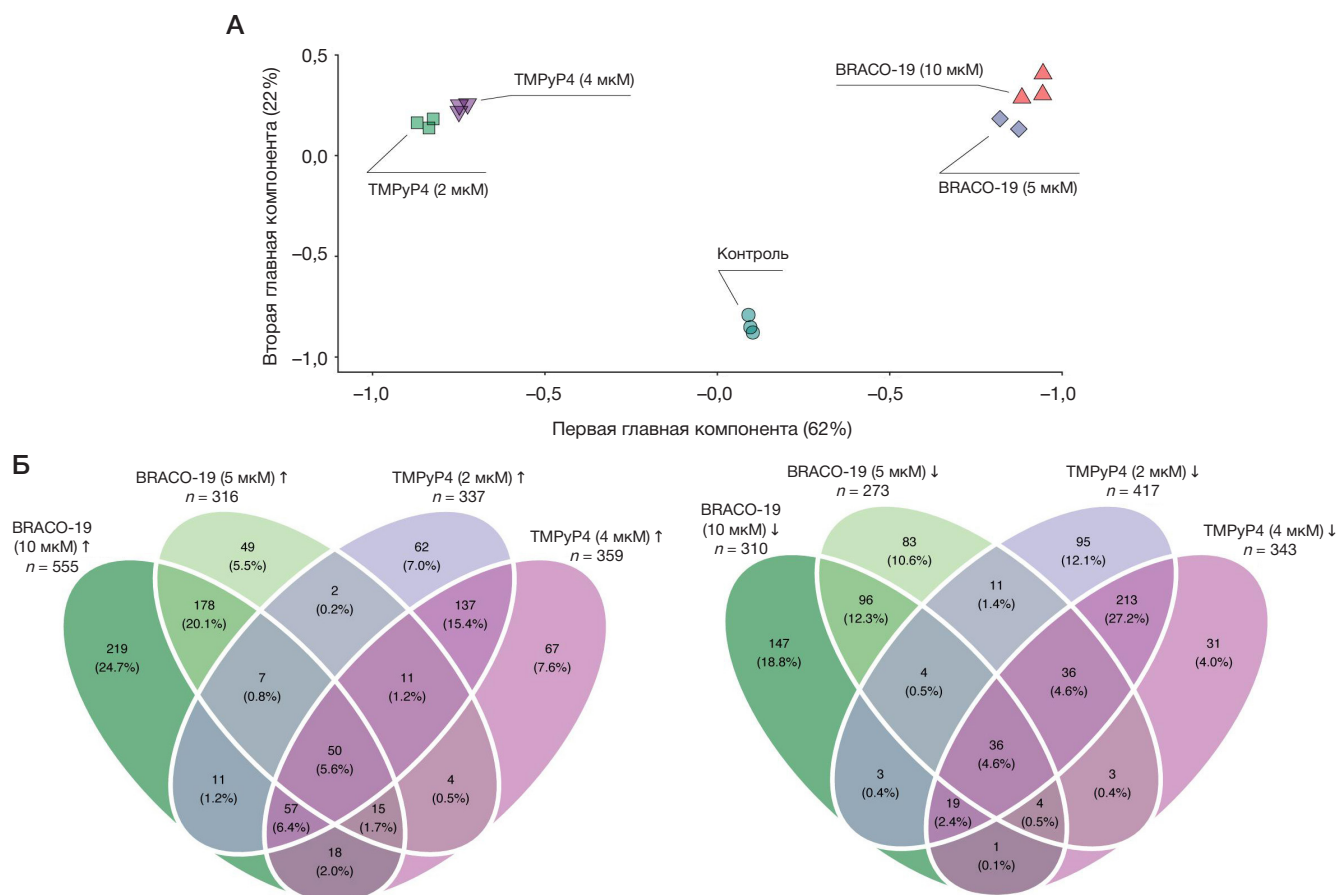 А
Вторая главная компонента (22%)
0,5
0,0
−0,5
−1,0
TMPyP4 (4 мкМ)
TMPyP4 (2 мкМ)
BRACO-19 (10 мкМ)
BRACO-19 (5 мкМ)
Контроль
−1,0
−0,5
−0,0
−0,5
−1,0
Первая главная компонента (62%)
Б
BRACO-19 (5 мкМ) ↑
n = 316
TMPyP4 (2 мкМ) ↑
n = 337
BRACO-19
(10 мкМ) ↑
n = 555
TMPyP4 (4 мкМ) ↑
n = 359
49
(5.5%)
2
(0.2%)
62
(7.0%)
178
(20.1%)
137
(15.4%)
219
(24.7%)
7
(0.8%)
11
(1.2%)
67
(7.6%)
50
(5.6%)
11
(1.2%)
4
(0.5%)
57
(6.4%)
15
(1.7%)
18
(2.0%)
BRACO-19 (5 мкМ) ↓
n = 273
TMPyP4 (2 мкМ) ↓
n = 417
BRACO-19
(10 мкМ) ↓
n = 310
TMPyP4 (4 мкМ) ↓
n = 343
83
(10.6%)
11
(1.4%)
95
(12.1%)
96
(12.3%)
213
(27.2%)
147
(18.8%)
4
(0.5%)
36
(4.6%)
31
(4.0%)
36
(4.6%)
3
(0.4%)
3
(0.4%)
19
(2.4%)
4
(0.5%)
1
(0.1%)